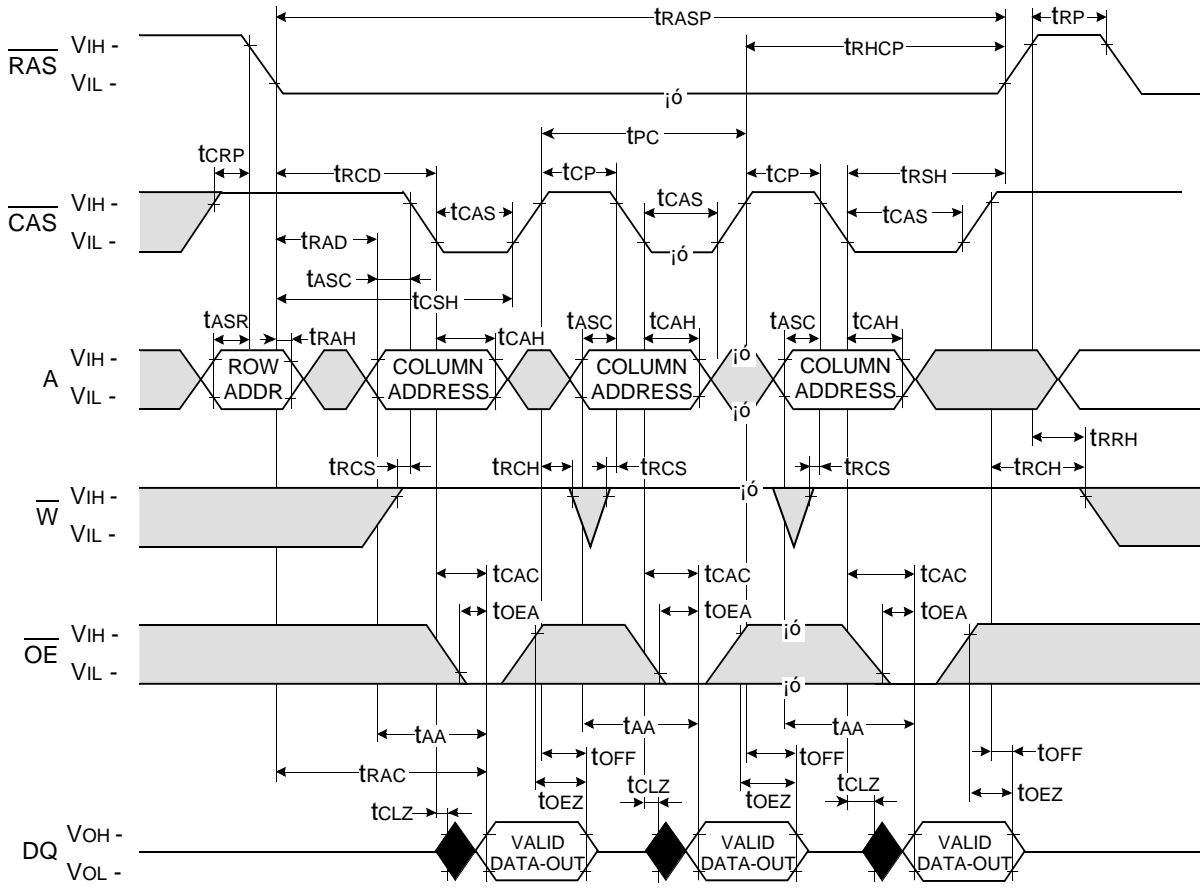 tRASP
tRP
tRHCP
RAS
VIH -
VIL -
¡ó
tPC
tCRP
tRCD
tCP
tCP
tRSH
CAS
VIH -
VIL -
tCAS
tCAS
tCAS
¡ó
tRAD
tASC
tCSH
tASR
tRAH
tCAH
tASC
tCAH
tASC
tCAH
A
VIH -
VIL -
ROW
ADDR
COLUMN
ADDRESS
COLUMN
ADDRESS
¡ó
¡ó
COLUMN
ADDRESS
tRRH
tRCS
tRCH
tRCS
tRCS
tRCH
W
VIH -
VIL -
¡ó
tCAC
tCAC
tCAC
tOEA
tOEA
tOEA
OE
VIH -
VIL -
¡ó
¡ó
tAA
tAA
tAA
tOFF
tOFF
tOFF
tRAC
tCLZ
tOEZ
tCLZ
tOEZ
tCLZ
tOEZ
DQ
VOH -
VOL -
VALID
DATA-OUT
VALID
DATA-OUT
VALID
DATA-OUT